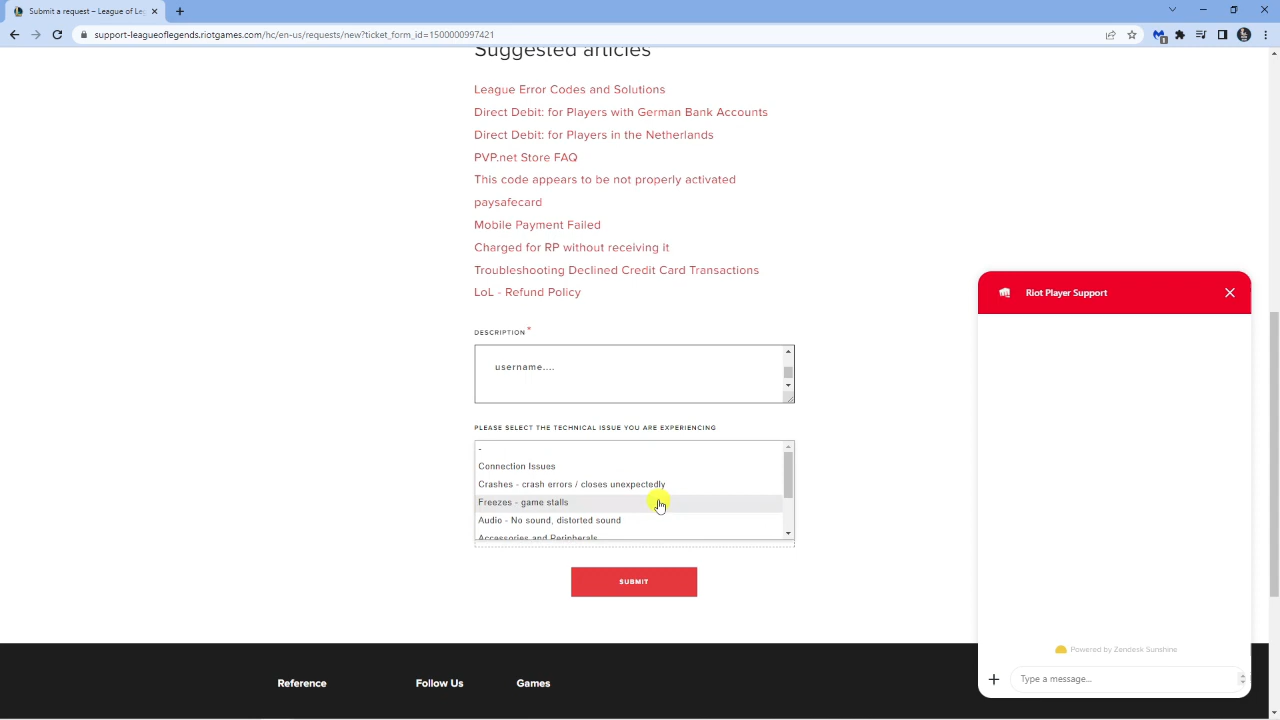 Submit a request – League of Leg
support-leagueoflegends.riotgames.com/hc/en-us/requests/new?ticket_form_id=1500000997421
1
Suggested articles
League Error Codes and Solutions
Direct Debit: for Players with German Bank Accounts
Direct Debit: for Players in the Netherlands
PVP.net Store FAQ
This code appears to be not properly activated
paysafecard
Mobile Payment Failed
Charged for RP without receiving it
Troubleshooting Declined Credit Card Transactions
LoL - Refund Policy
DESCRIPTION*
username....
PLEASE SELECT THE TECHNICAL ISSUE YOU ARE EXPERIENCING
-
Connection Issues
Crashes - crash errors / closes unexpectedly
Freezes - game stalls
Audio - No sound, distorted sound
Accessories and Peripherals
SUBMIT
Riot Player Support
Powered by Zendesk Sunshine
Type a message...
Reference Follow Us Games